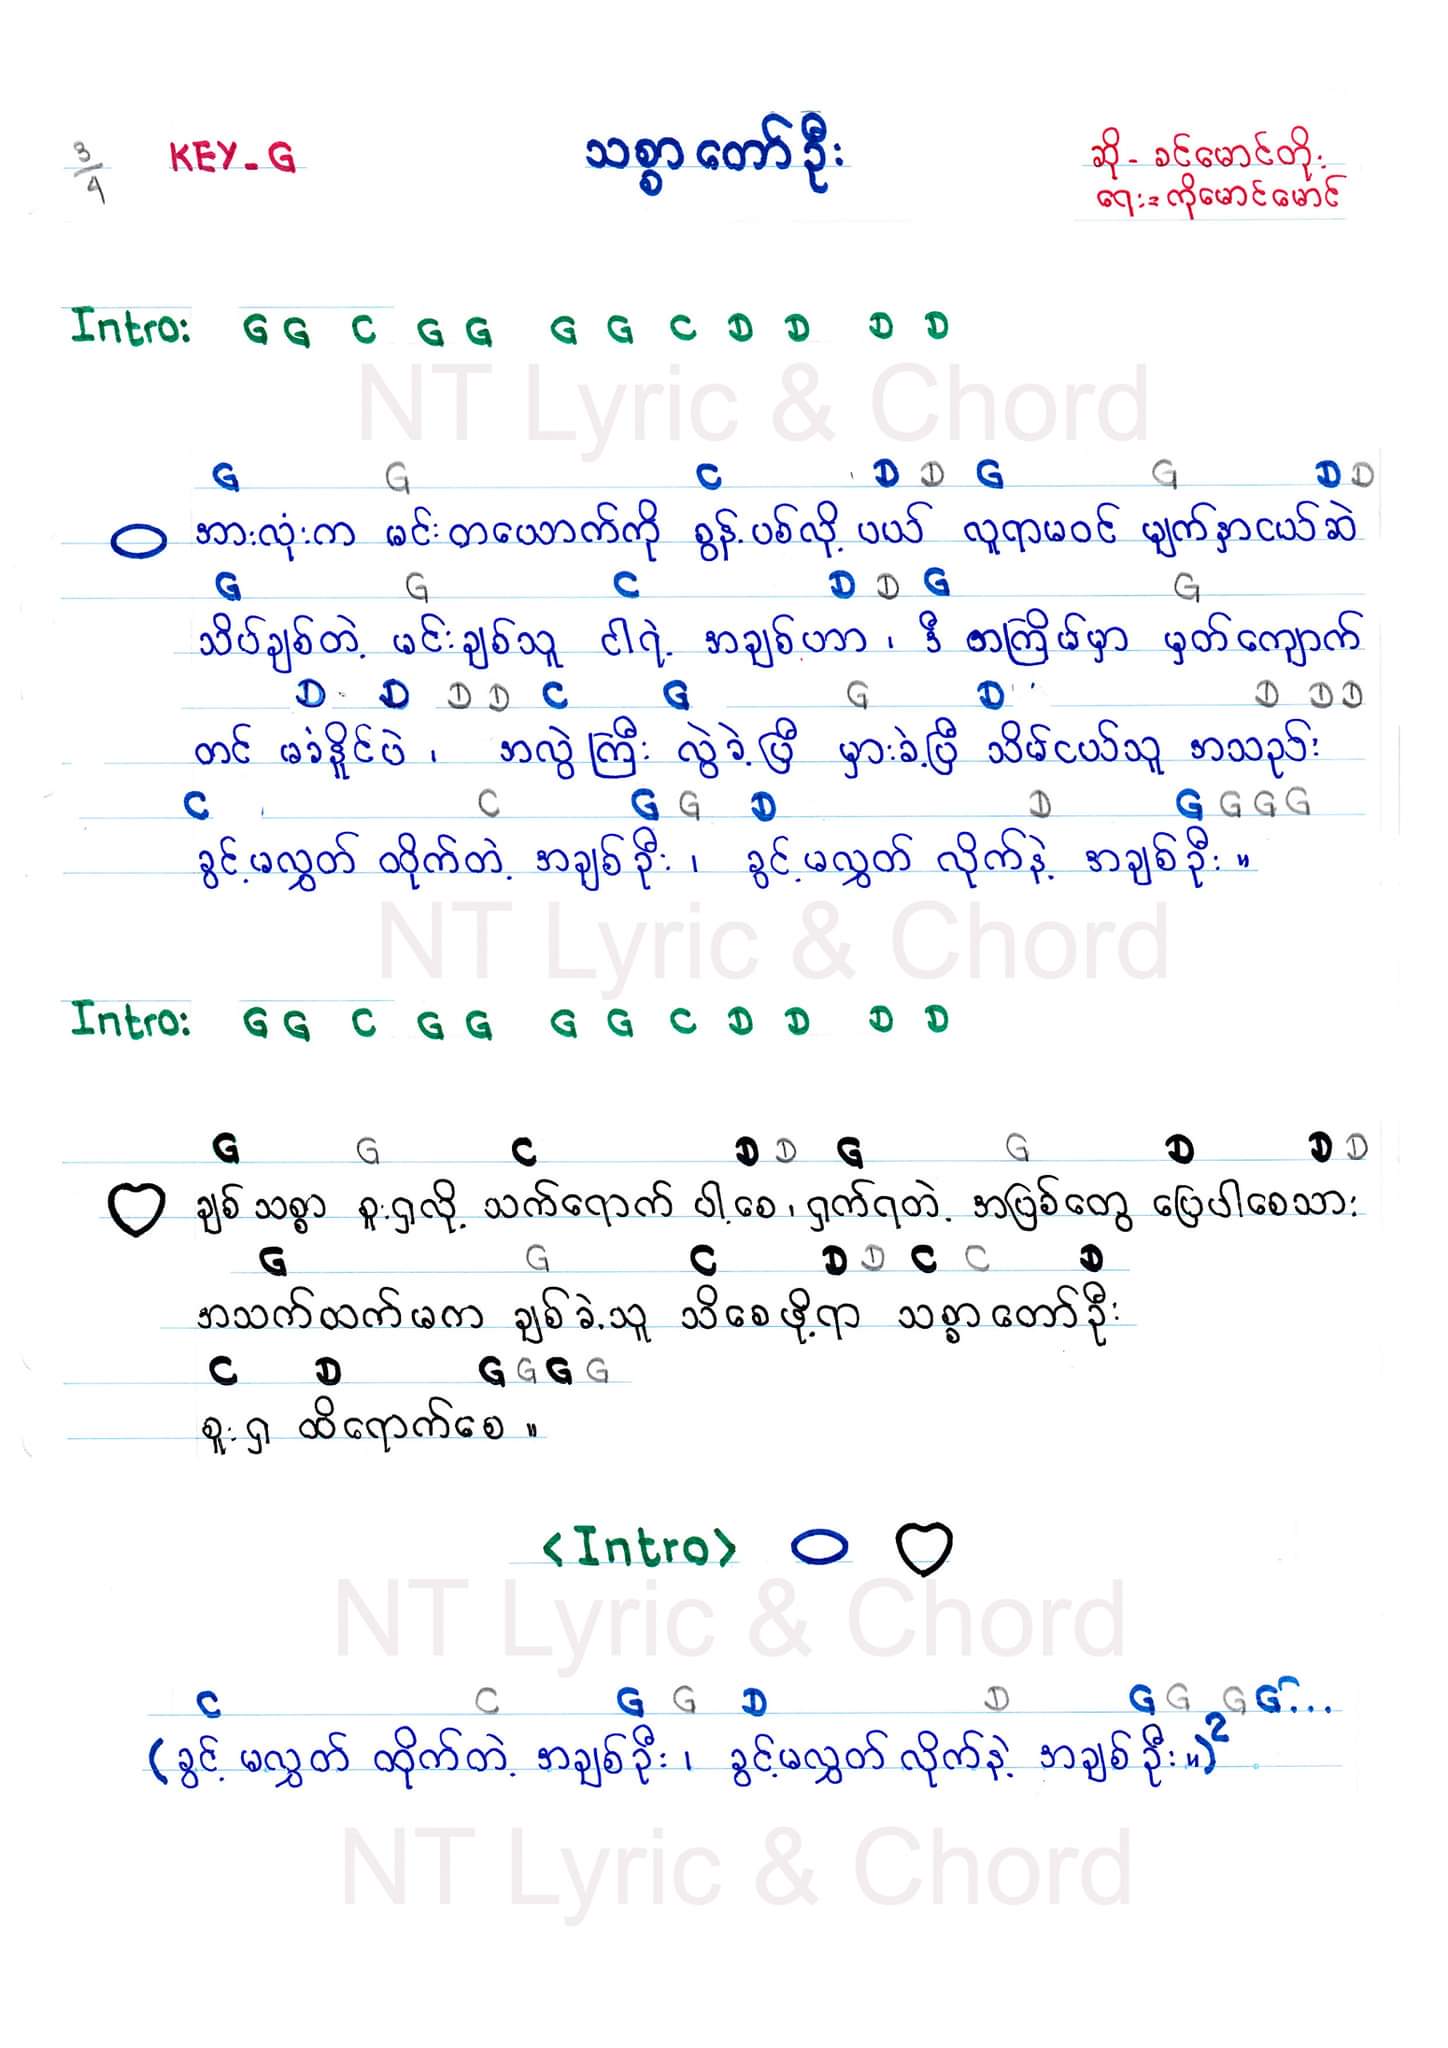 3/4 KEY-G သစ္စာတော်ဦး ဆို - ခင်မောင်တိုး
ရေး = ကိုမောင်မောင်
Intro: G G C G G G G C D D D D
NT Lyric & Chord
G G C D D G G D D
အားလုံးက မင်းတယောက်ကို စွန့်ပစ်လို့ ပယ် လူရာမဝင် မျက်နှာငယ်ဆဲ
G G C D D G G
သိပ်ချစ်တဲ့ မင်းချစ်သူ ငါရဲ့ အချစ်ဟာ ၊ ဒီ တကြိမ်မှာ မှတ်ကျောက်
D D D D C G G D D D D
တင် မခံနိုင်ပဲ ၊ အလွဲကြီး လွဲခဲ့ပြီ မှားခဲ့ပြီ သိမ်ငယ်သူ အသည်း
C C G G D D G G G G
ခွင့်မလွှတ် ထိုက်တဲ့ အချစ်ဦး ၊ ခွင့်မလွှတ် လိုက်နဲ့ အချစ်ဦး ။
NT Lyric & Chord
Intro: G G C G G G G C D D D D
G G C D D G G D D D
ချစ်သစ္စာ စူးရှလို့ သက်ရောက် ပါစေ ၊ ရှက်ရတဲ့ အဖြစ်တွေ ပြေပါစေသား
G G C D D C C D
အသက်ထက်မက ချစ်ခဲ့သူ သိစေဖို့ရာ သစ္စာတော်ဦး
C D G G G G
စူးရှ ထိရောက်စေ ။
<Intro>
NT Lyric & Chord
C C G G D D G G G G...
(ခွင့်မလွှတ် ထိုက်တဲ့ အချစ်ဦး ၊ ခွင့်မလွှတ် လိုက်နဲ့ အချစ်ဦး ။)2
NT Lyric & Chord